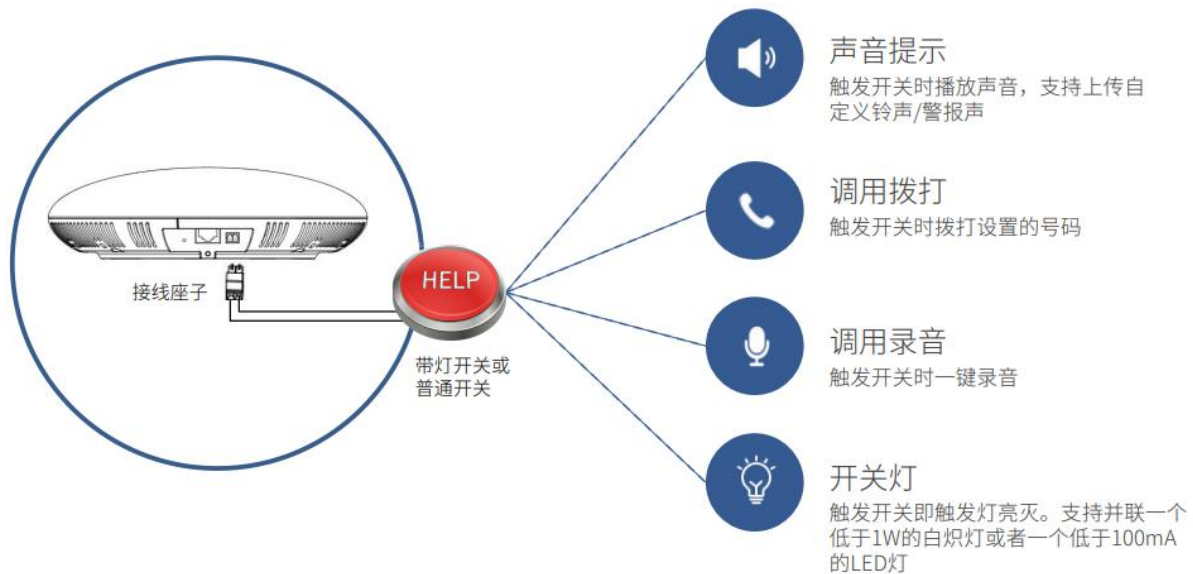 接线座子
HELP
带灯开关或
普通开关
声音提示
触发开关时播放声音，支持上传自
定义铃声/警报声
调用拨打
触发开关时拨打设置的号码
调用录音
触发开关时一键录音
开关灯
触发开关即触发灯亮灭。支持并联一个
低于1W的白炽灯或者一个低于100mA
的LED灯